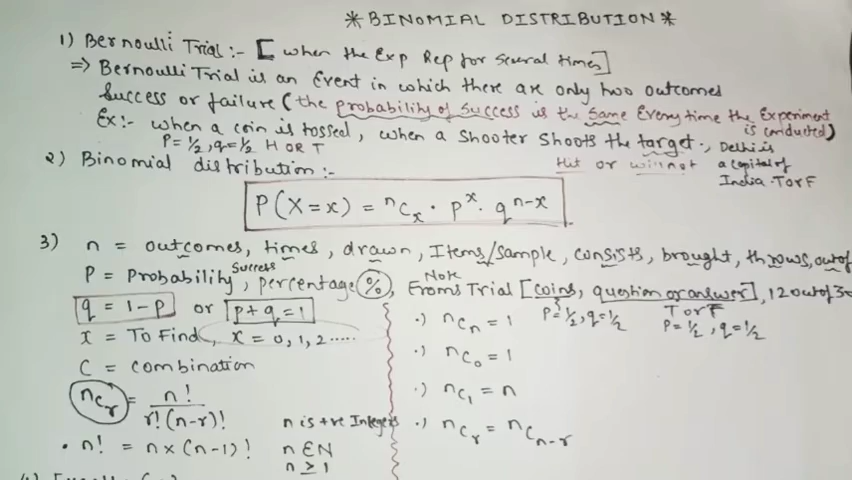 *BINOMIAL DISTRIBUTION*
1) Bernoulli Trial :- [when the Exp Rep for Several times]
⇒ Bernoulli Trial is an Event in which there are only two outcomes
Success or failure (the probability of Success is the Same Every time the Experiment is conducted)
Ex:- when a coin is tossed, when a Shooter Shoots the target., Delhi is a capital of India. T or F
P = 1/2, q = 1/2 H OR T
Hit or will not
2) Binomial distribution :-
P(X=x) = ⁿCₓ · pˣ · qⁿ⁻ˣ
3) n = outcomes, times, drawn, Items/Sample, consists, brought, throws, out of
P = Probability Success, percentage (%), From Trial [coins, question or answer], 12 out of
Note
q = 1-p or p+q=1
P=1/2, q=1/2
T or F
P=1/2, q=1/2
x = To Find, x = 0, 1, 2 .....
C = combination
ⁿCᵣ = n! / r!(n-r)!
n is +ve Integers
• n! = n×(n-1)! n ∈ N
n ≥ 1
·) ⁿCₙ = 1
·) ⁿC₀ = 1
·) ⁿC₁ = n
·) ⁿCᵣ = ⁿCₙ₋ᵣ